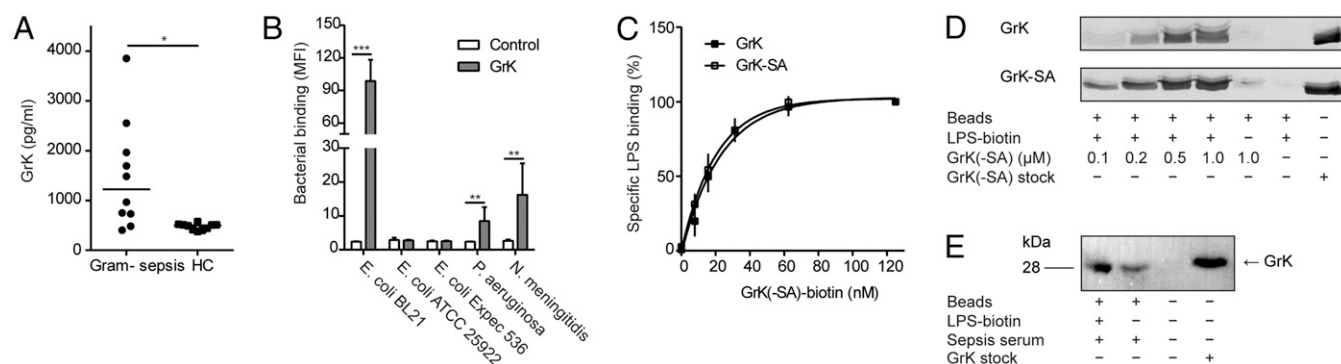 A
*
4000
3000
2000
1000
0
GrK (pg/ml)
Gram- sepsis HC
B
Bacterial binding (MFI)
150
130
110
90
70
50
20
10
0
Control
GrK
***
**
**
E. coli BL21
E. coli ATCC 25922
E. coli Expec 536
P. aeruginosa
N. meningitidis
C
Specific LPS binding (%)
150
100
50
0
GrK
GrK-SA
0 20 40 60 80 100 120
GrK(-SA)-biotin (nM)
D
GrK
GrK-SA
Beads + + + + + + –
LPS-biotin + + + + – + –
GrK(-SA) (µM) 0.1 0.2 0.5 1.0 1.0 – –
GrK(-SA) stock – – – – – – +
E
kDa
28
← GrK
Beads + + – –
LPS-biotin + – – –
Sepsis serum + + – –
GrK stock – – – +